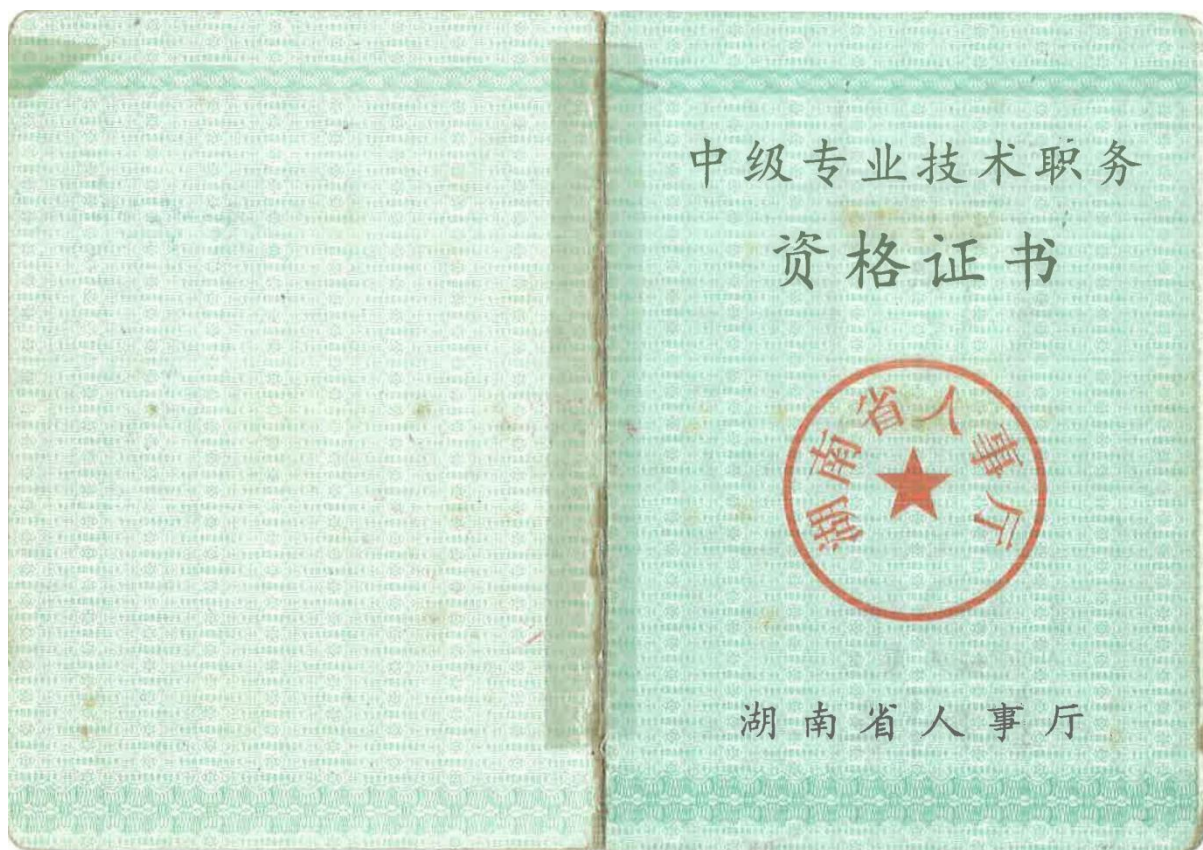 中级专业技术职务
资格证书
湖南省人事厅
湖南省人事厅